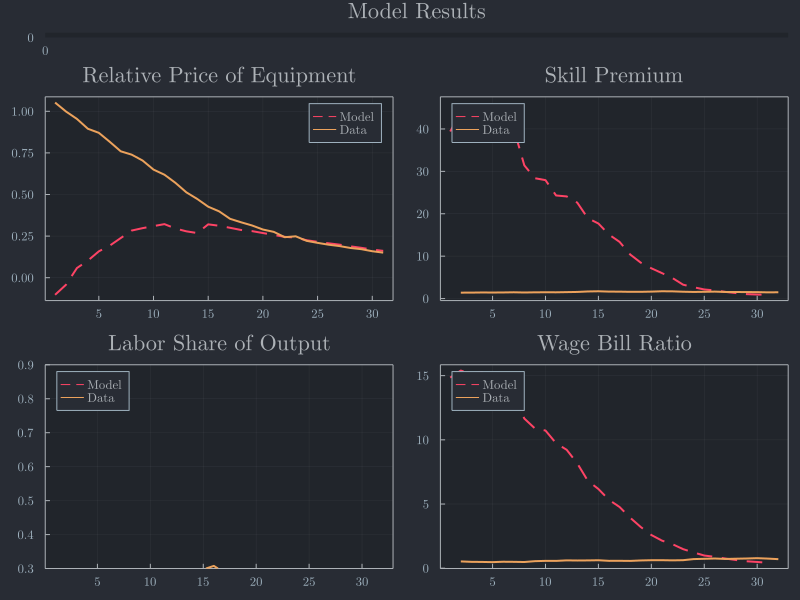 Model Results
0
0
Relative Price of Equipment
Skill Premium
1.00
0.75
0.50
0.25
0.00
Model
Data
5 10 15 20 25 30
40
30
20
10
0
Model
Data
5 10 15 20 25 30
Labor Share of Output
Wage Bill Ratio
0.9
0.8
0.7
0.6
0.5
0.4
0.3
Model
Data
5 10 15 20 25 30
15
10
5
0
Model
Data
5 10 15 20 25 30